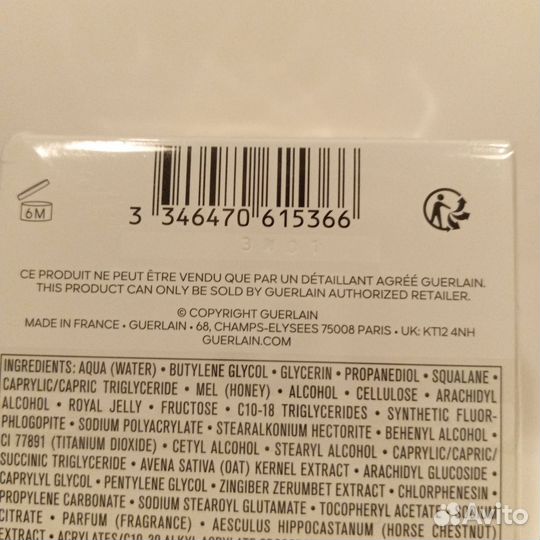 6M
3 346470 615366
CE PRODUIT NE PEUT ÊTRE VENDU QUE PAR UN DÉTAILLANT AGRÉÉ GUERLAIN.
THIS PRODUCT CAN ONLY BE SOLD BY GUERLAIN AUTHORIZED RETAILER.
© COPYRIGHT GUERLAIN
MADE IN FRANCE • GUERLAIN • 68, CHAMPS-ELYSEES 75008 PARIS • UK: KT12 4NH
GUERLAIN.COM
INGREDIENTS: AQUA (WATER) • BUTYLENE GLYCOL • GLYCERIN • PROPANEDIOL • SQUALANE •
CAPRYLIC/CAPRIC TRIGLYCERIDE • MEL (HONEY) • ALCOHOL • CELLULOSE • ARACHIDYL
ALCOHOL • ROYAL JELLY • FRUCTOSE • C10-18 TRIGLYCERIDES • SYNTHETIC FLUOR-
PHLOGOPITE • SODIUM POLYACRYLATE • STEARALKONIUM HECTORITE • BEHENYL ALCOHOL •
CI 77891 (TITANIUM DIOXIDE) • CETYL ALCOHOL • STEARYL ALCOHOL • CAPRYLIC/CAPRIC/
SUCCINIC TRIGLYCERIDE • AVENA SATIVA (OAT) KERNEL EXTRACT • ARACHIDYL GLUCOSIDE •
CAPRYLYL GLYCOL • PENTYLENE GLYCOL • ZINGIBER ZERUMBET EXTRACT • CHLORPHENESIN •
PROPYLENE CARBONATE • SODIUM STEAROYL GLUTAMATE • TOCOPHERYL ACETATE •
CITRATE • PARFUM (FRAGRANCE) • AESCULUS HIPPOCASTANUM (HORSE CHESTNUT)
EXTRACT •
Avito